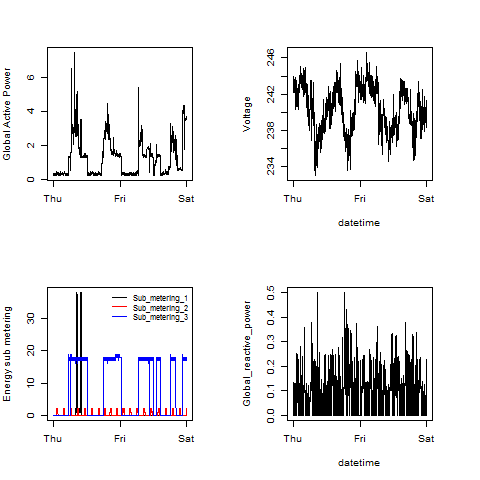 Global Active Power
0 2 4 6
Thu Fri Sat
Voltage
234 238 242 246
Thu Fri Sat
datetime
Energy sub metering
0 10 20 30
Sub_metering_1
Sub_metering_2
Sub_metering_3
Thu Fri Sat
Global_reactive_power
0.0 0.1 0.2 0.3 0.4 0.5
Thu Fri Sat
datetime